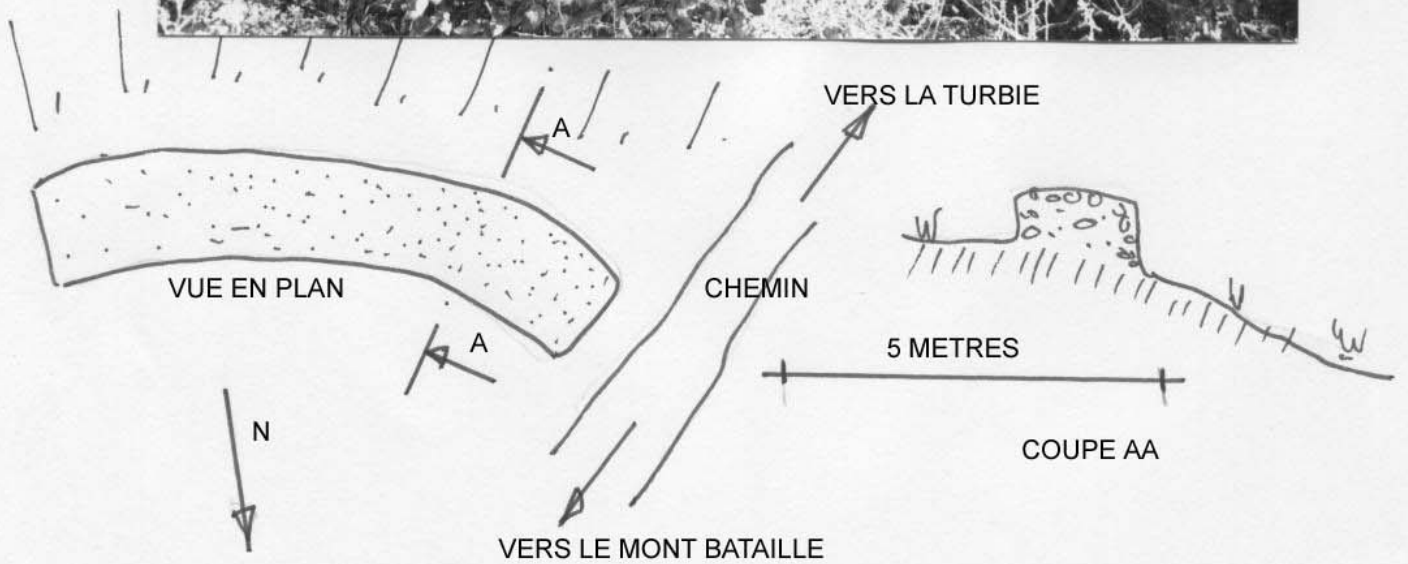 VERS LA TURBIE
A
VUE EN PLAN
CHEMIN
A
5 METRES
N
COUPE AA
VERS LE MONT BATAILLE